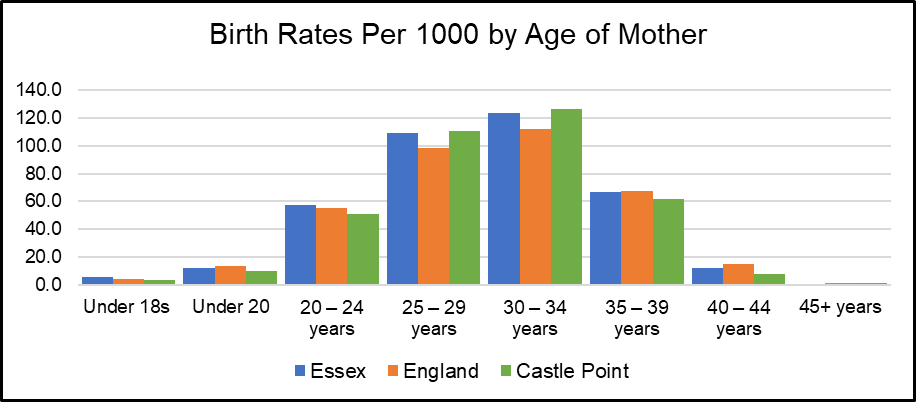 Birth Rates Per 1000 by Age of Mother
140.0
120.0
100.0
80.0
60.0
40.0
20.0
0.0
Under 18s Under 20 20 – 24 25 – 29 30 – 34 35 – 39 40 – 44 45+ years
years years years years years
Essex England Castle Point